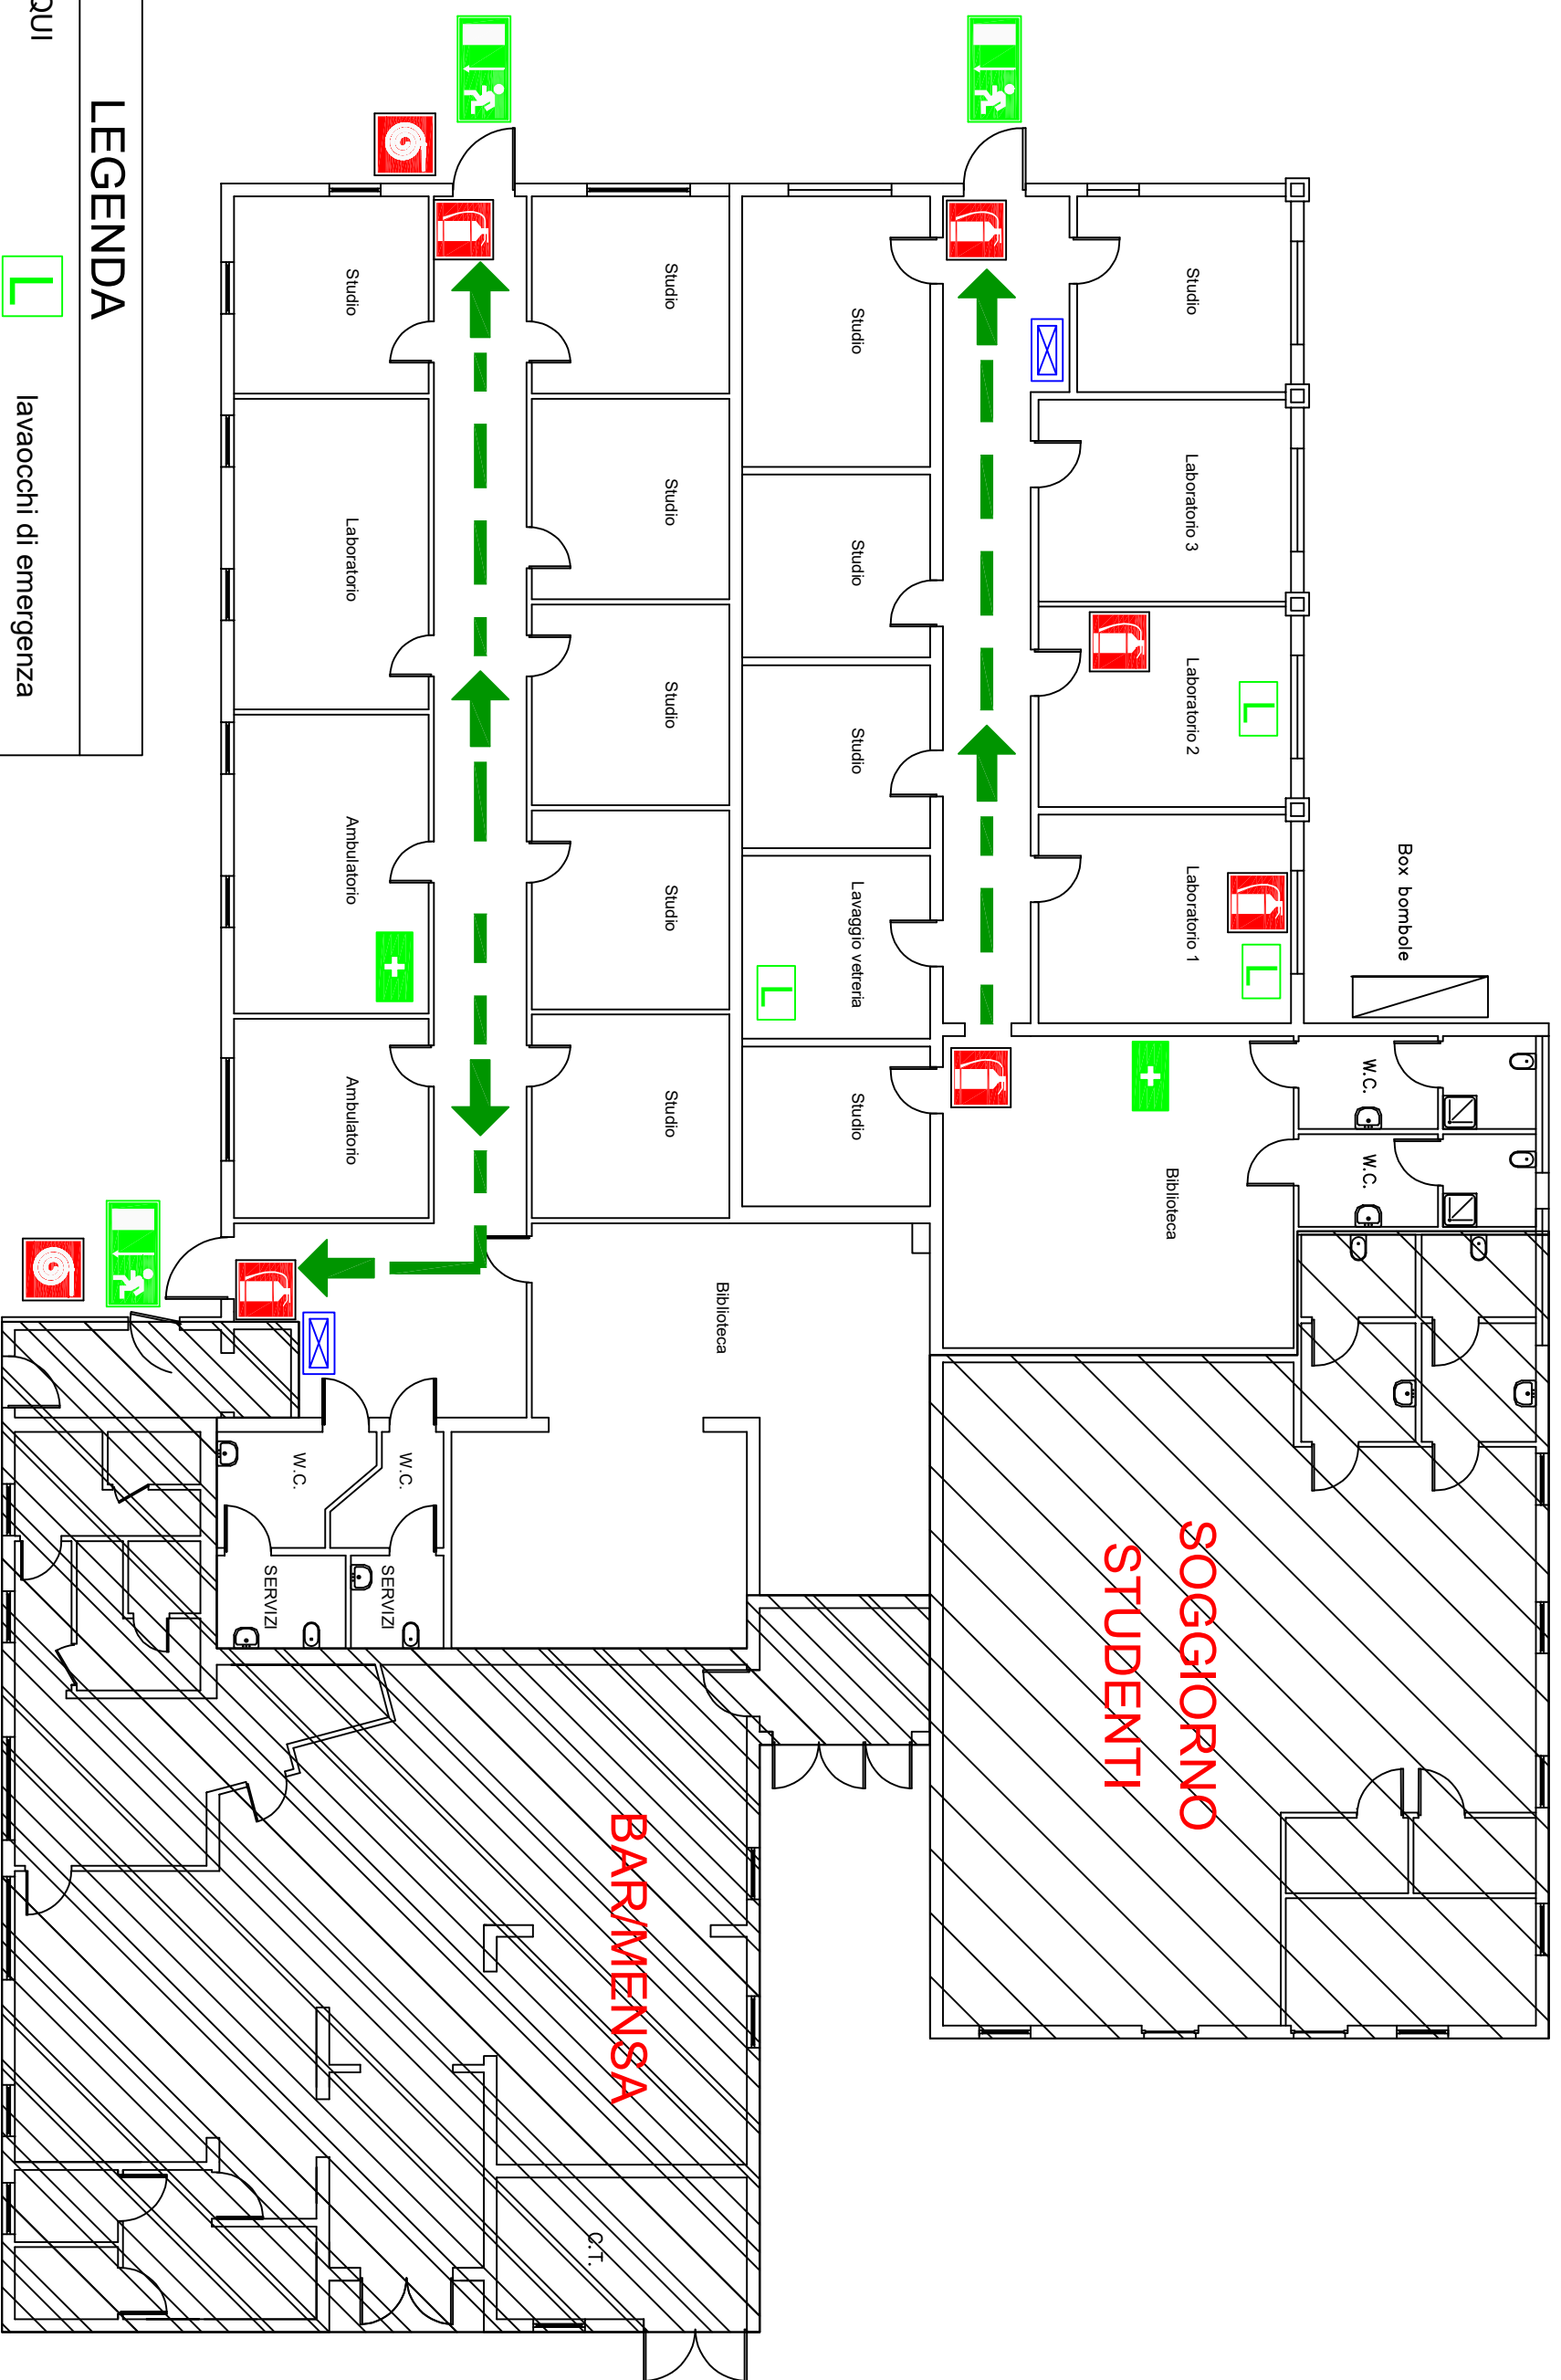 Box bombole
W.C.
W.C.
Studio
Laboratorio 3
Laboratorio 2
L
Laboratorio 1
L
Biblioteca
SOGGIORNO
STUDENTI
Studio
Studio
Studio
Lavaggio vetreria
L
Studio
Biblioteca
Studio
Studio
Studio
Studio
Studio
BAR/MENSA
C.T.
W.C.
SERVIZI
W.C.
SERVIZI
Studio
Laboratorio
Ambulatorio
Ambulatorio
LEGENDA
QUI
L
lavaocchi di emergenza